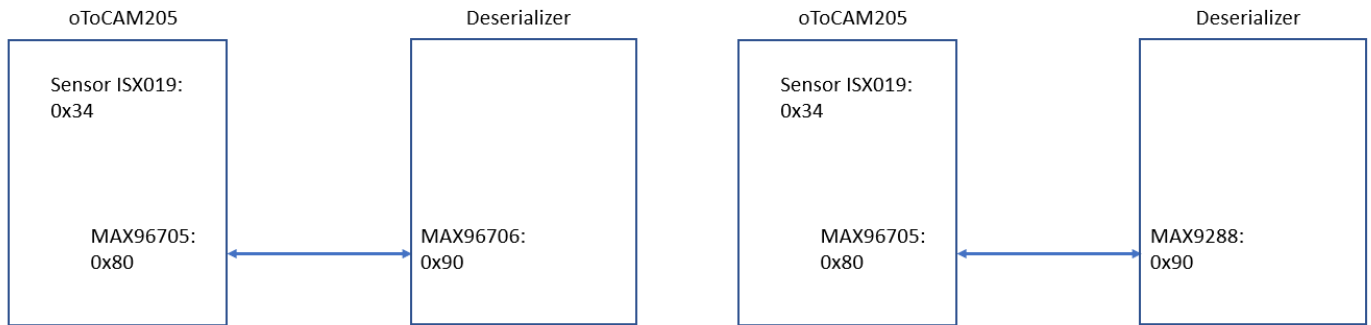 oToCAM205
Deserializer
Sensor ISX019:
0x34
MAX96705:
0x80
MAX96706:
0x90
oToCAM205
Deserializer
Sensor ISX019:
0x34
MAX96705:
0x80
MAX9288:
0x90